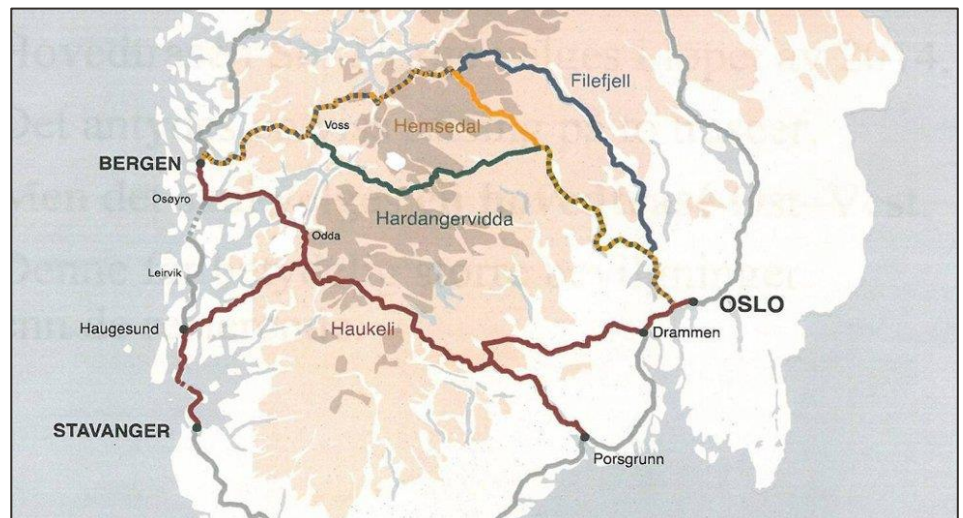 Filefjell
Voss
Hemsedal
BERGEN
Osøyro
Hardangervidda
Odda
Leirvik
OSLO
Haugesund
Haukeli
Drammen
STAVANGER
Porsgrunn